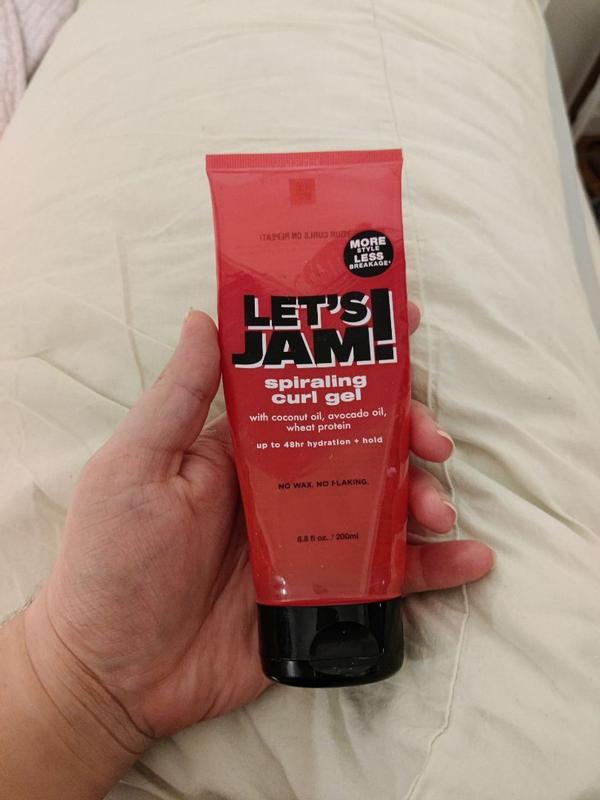 YOUR CURLS ON REPEAT!
MORE
STYLE
LESS
BREAKAGE*
LET'S
JAM!
spiraling
curl gel
with coconut oil, avocado oil,
wheat protein
up to 48hr hydration + hold
NO WAX. NO FLAKING.
6.8 fl oz. / 200ml